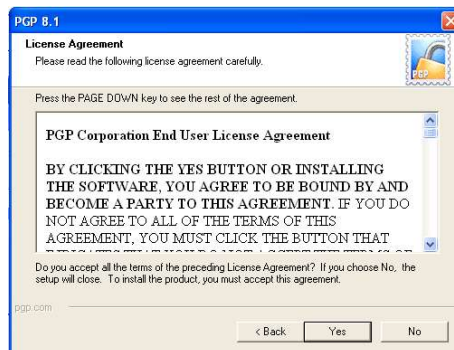 PGP 8.1
License Agreement
Please read the following license agreement carefully.
PGP
Press the PAGE DOWN key to see the rest of the agreement.
PGP Corporation End User License Agreement
BY CLICKING THE YES BUTTON OR INSTALLING
THE SOFTWARE, YOU AGREE TO BE BOUND BY AND
BECOME A PARTY TO THIS AGREEMENT. IF YOU DO
NOT AGREE TO ALL OF THE TERMS OF THIS
AGREEMENT, YOU MUST CLICK THE BUTTON THAT
Do you accept all the terms of the preceding License Agreement? If you choose No, the
setup will close. To install the product, you must accept this agreement.
pgp.com
< Back
Yes
No